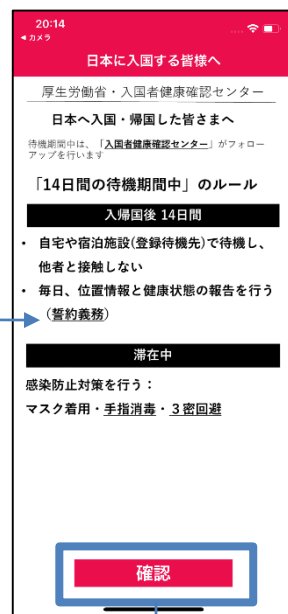 20:14
◀ カメラ
日本に入国する皆様へ
厚生労働省・入国者健康確認センター
日本へ入国・帰国した皆さまへ
待機期間中は、「入国者健康確認センター」がフォロー
アップを行います
「14日間の待機期間中」のルール
入帰国後 14日間
• 自宅や宿泊施設(登録待機先)で待機し、
他者と接触しない
• 毎日、位置情報と健康状態の報告を行う
（誓約義務）
滞在中
感染防止対策を行う：
マスク着用・手指消毒・３密回避
確認